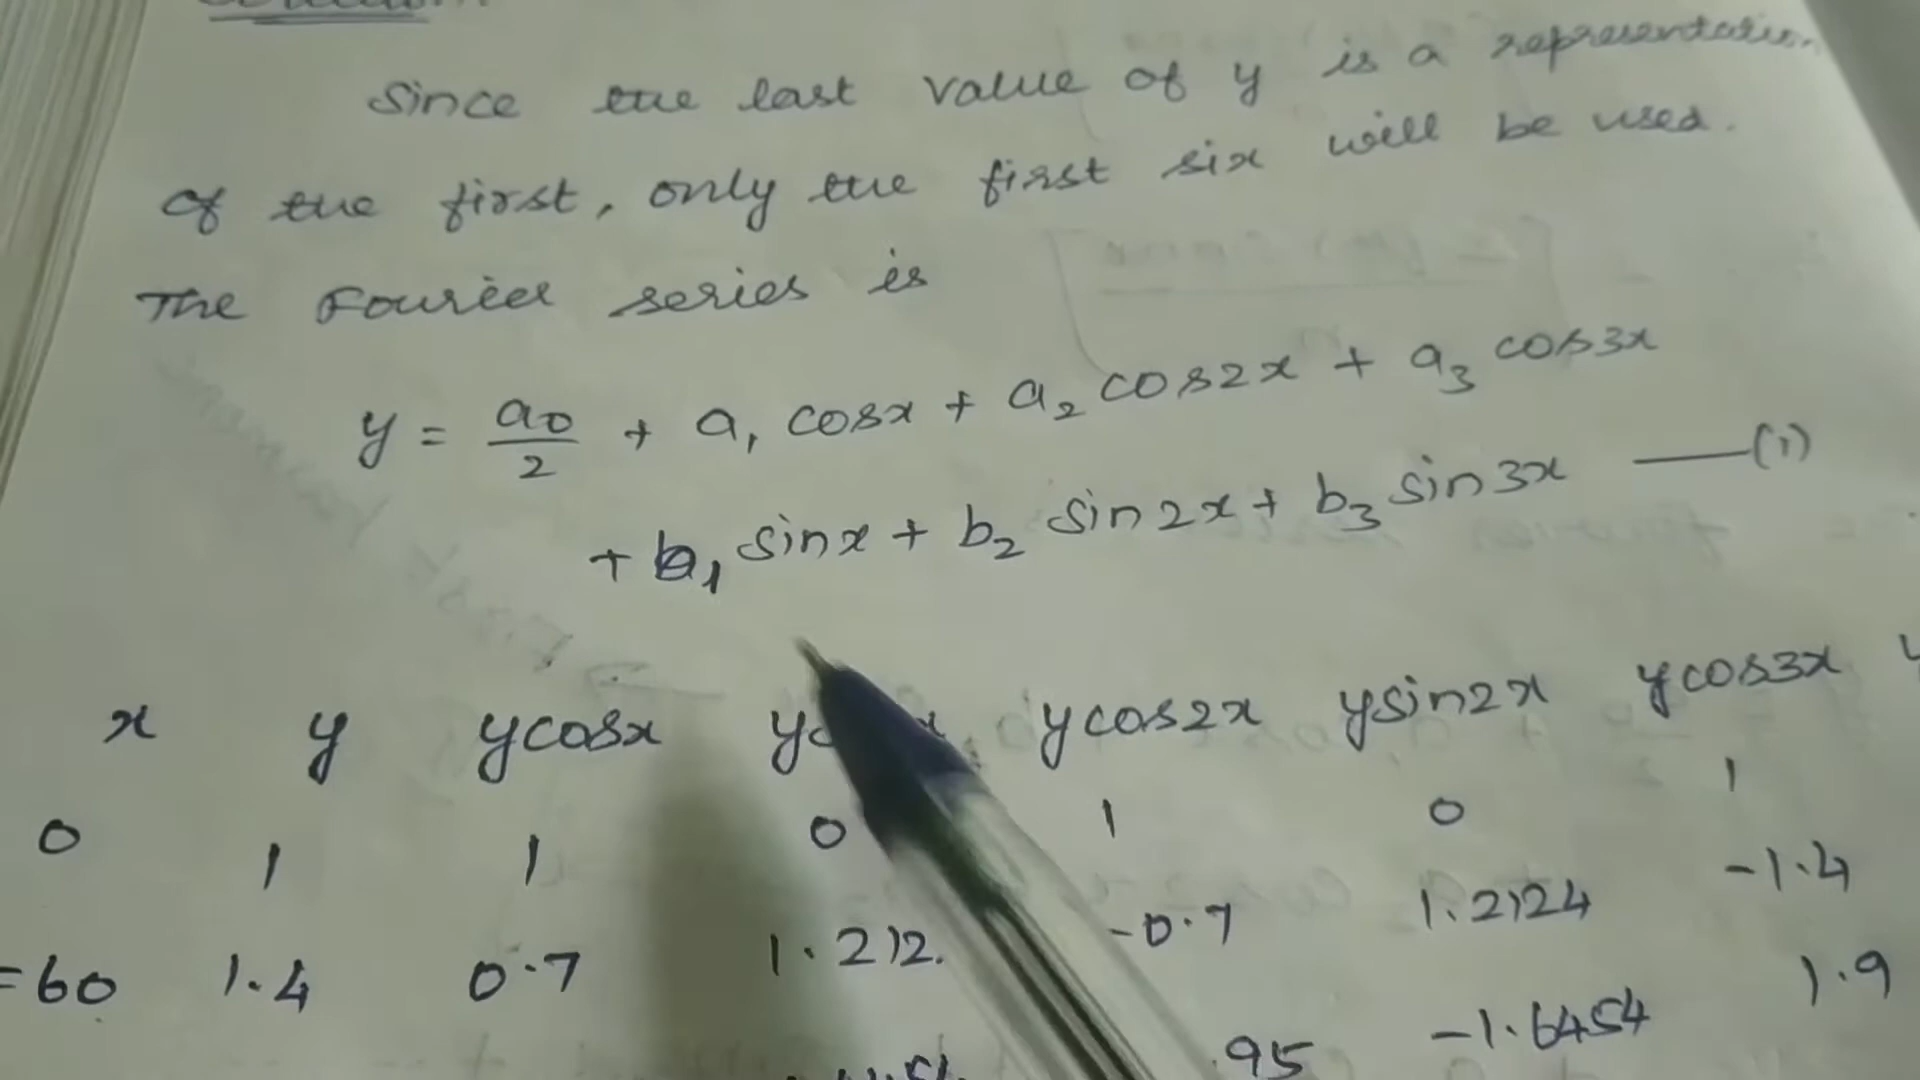 Since the last value of y is a
of the first, only the first six will be used.
The Fourier series is
y = a0/2 + a1 cosx + a2 cos2x + a3 cos3x
+ b1 sinx + b2 sin2x + b3 sin3x —(1)
x y ycosx ycos2x ysin2x ycos3x
0 1 1 0 1 0 1
=60 1.4 0.7 1.212. -0.7 1.2124 -1.4
95 -1.6454 1.9